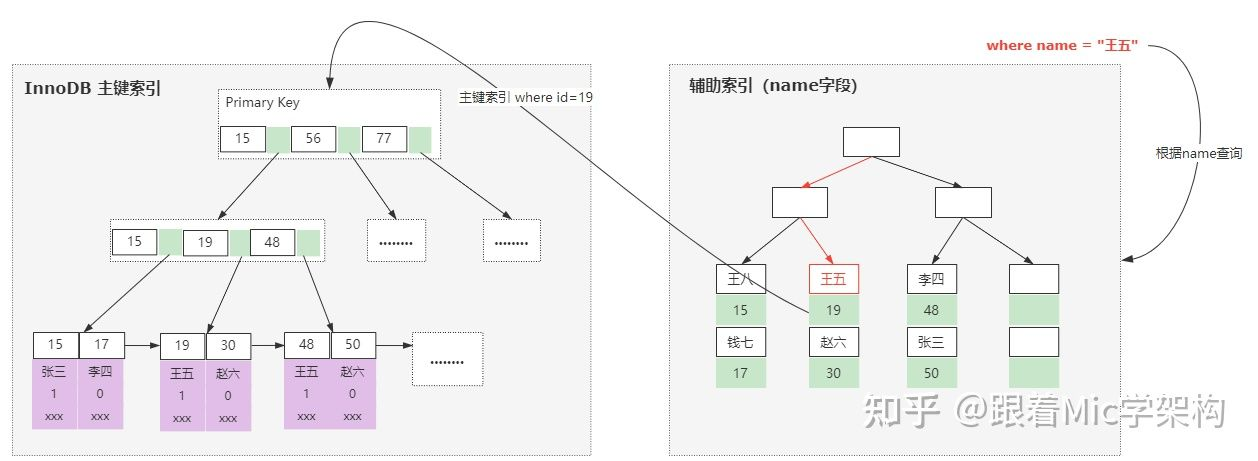 where name = "王五"
InnoDB 主键索引
辅助索引 (name字段)
主键索引 where id=19
Primary Key
15 56 77
根据name查询
15 19 48
........ ........
王八 王五 李四
15 19 48
钱七 赵六 张三
17 30 50
15 17 19 30 48 50
........
张三 李四 王五 赵六 王五 赵六
1 0 1 0 1 0
xxx xxx xxx xxx xxx xxx
知乎 @跟着Mic学架构